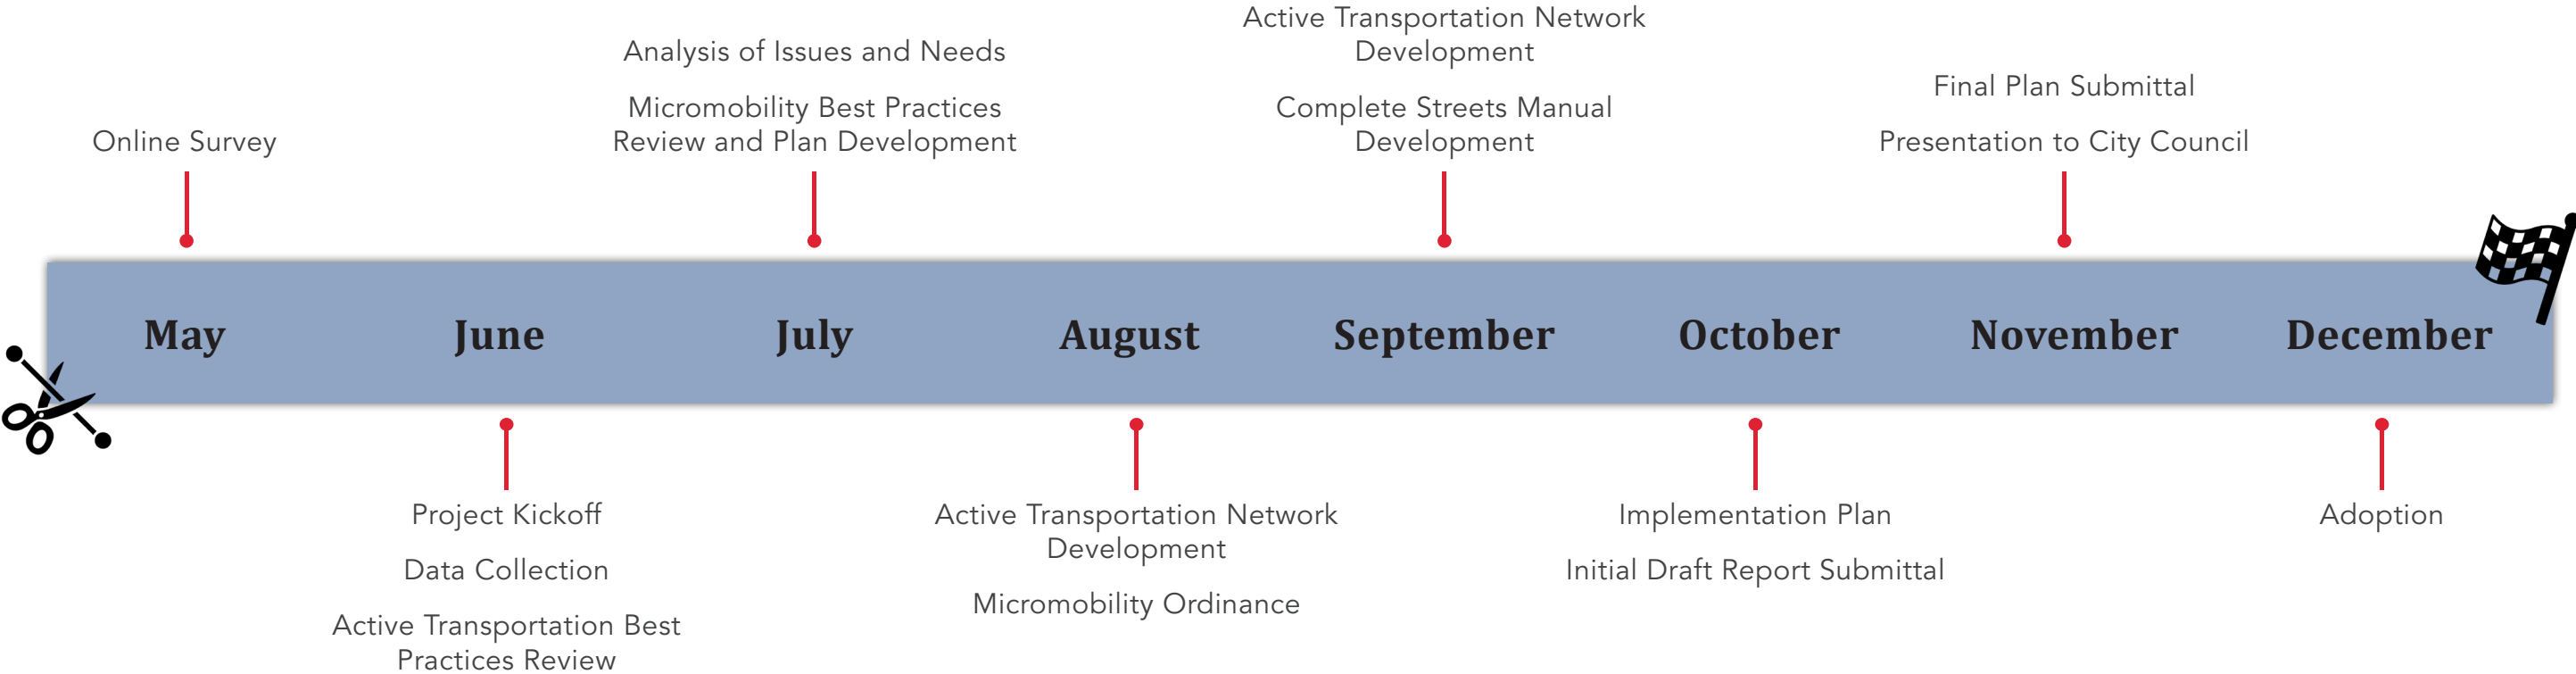 Online Survey
Analysis of Issues and Needs
Micromobility Best Practices
Review and Plan Development
Active Transportation Network
Development
Complete Streets Manual
Development
Final Plan Submittal
Presentation to City Council
May
June
July
August
September
October
November
December
Project Kickoff
Data Collection
Active Transportation Best
Practices Review
Active Transportation Network
Development
Micromobility Ordinance
Implementation Plan
Initial Draft Report Submittal
Adoption